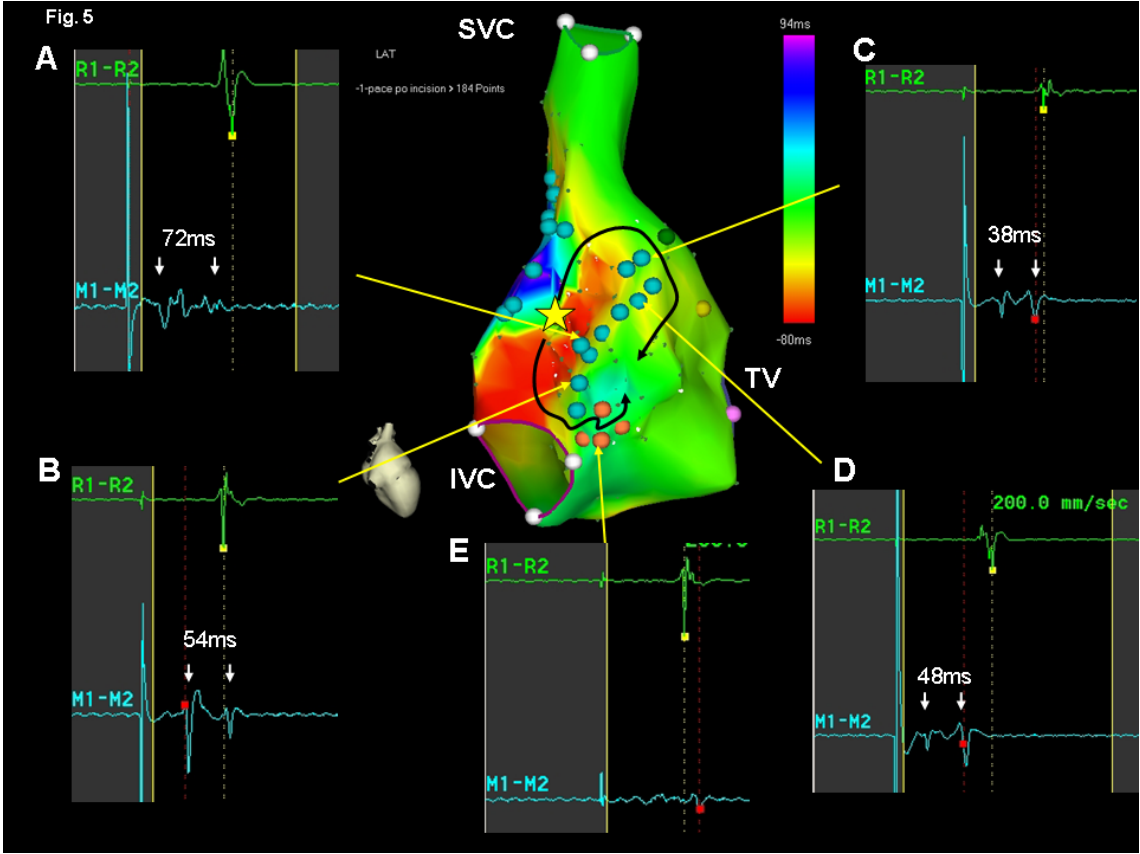 Fig. 5
A
R1-R2
72ms
M1-M2
LAT
-1-pace po incision > 184 Points
SVC
94ms
-80ms
C
R1-R2
38ms
M1-M2
TV
IVC
B
R1-R2
54ms
M1-M2
E
R1-R2
M1-M2
D
200.0 mm/sec
R1-R2
48ms
M1-M2